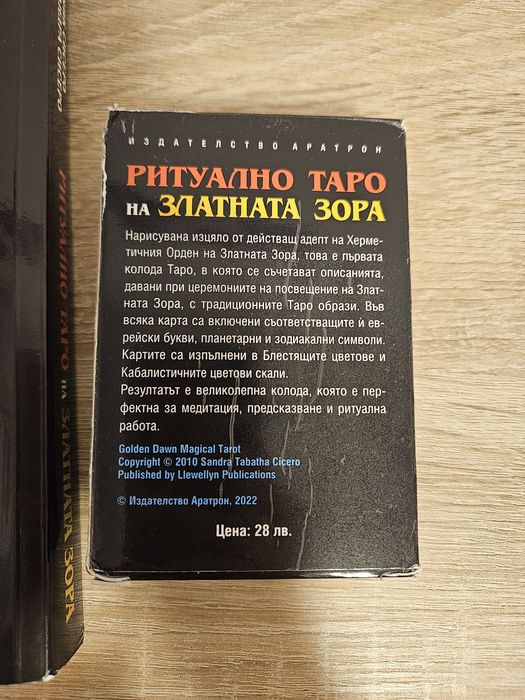 ИЗДАТЕЛСТВО АРАТРОН
РИТУАЛНО ТАРО
НА ЗЛАТНАТА ЗОРА
Нарисувана изцяло от действащ адепт на Херме-
тичния Орден на Златната Зора, това е първата
колода Таро, в която се съчетават описанията,
давани при церемониите на посвещение на Злат-
ната Зора, с традиционните Таро образи. Във
всяка карта са включени съответстващите ѝ ев-
рейски букви, планетарни и зодиакални символи.
Картите са изпълнени в Блестящите цветове и
Кабалистичните цветови скали.
Резултатът е великолепна колода, която е пер-
фектна за медитация, предсказване и ритуална
работа.
Golden Dawn Magical Tarot
Copyright © 2010 Sandra Tabatha Cicero
Published by Llewellyn Publications
© Издателство Аратрон, 2022
Цена: 28 лв.
РИТУАЛНО ТАРО НА ЗЛАТНАТА ЗОРА